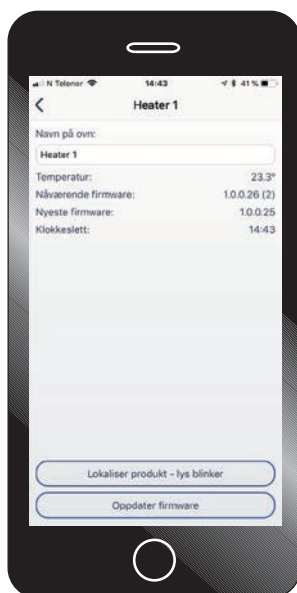 N Telenor 14:43 41 %
Heater 1
Navn på ovn:
Heater 1
Temperatur: 23.3°
Nåværende firmware: 1.0.0.26 (2)
Nyeste firmware: 1.0.0.25
Klokkeslett: 14:43
Lokaliser produkt - lys blinker
Oppdater firmware